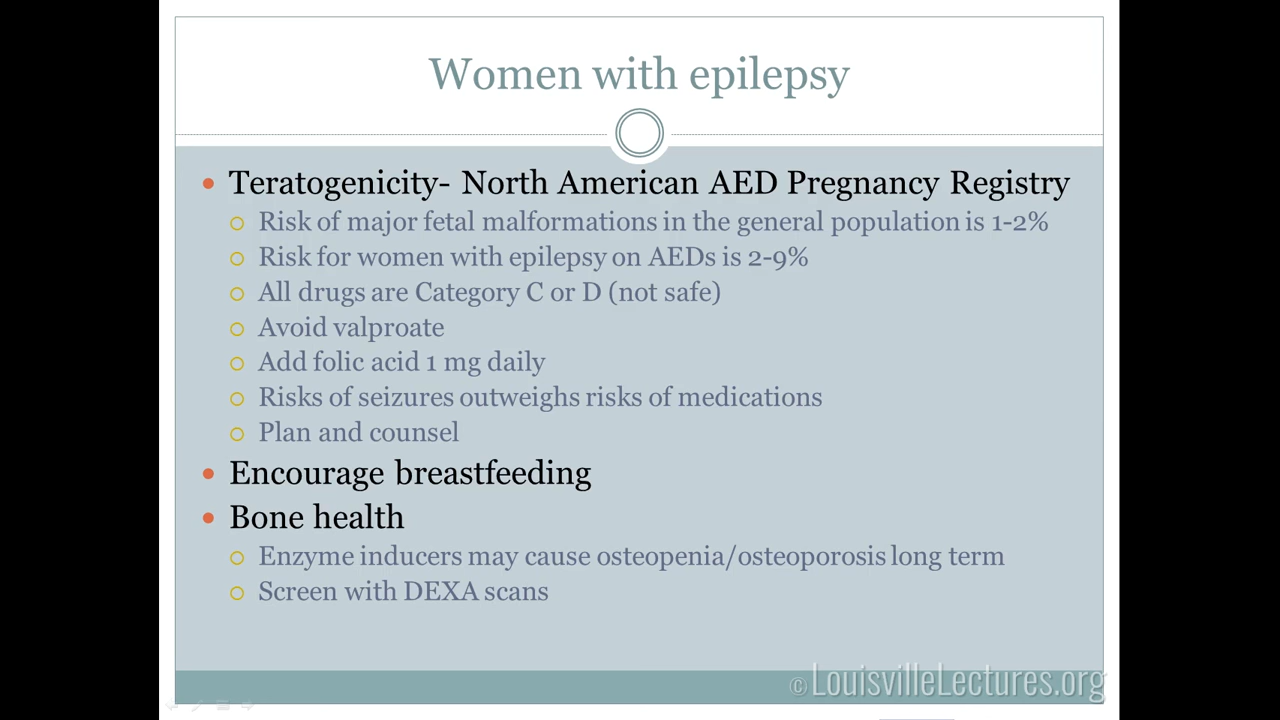 Women with epilepsy
Teratogenicity- North American AED Pregnancy Registry
Risk of major fetal malformations in the general population is 1-2%
Risk for women with epilepsy on AEDs is 2-9%
All drugs are Category C or D (not safe)
Avoid valproate
Add folic acid 1 mg daily
Risks of seizures outweighs risks of medications
Plan and counsel
Encourage breastfeeding
Bone health
Enzyme inducers may cause osteopenia/osteoporosis long term
Screen with DEXA scans
© LouisvilleLectures.org